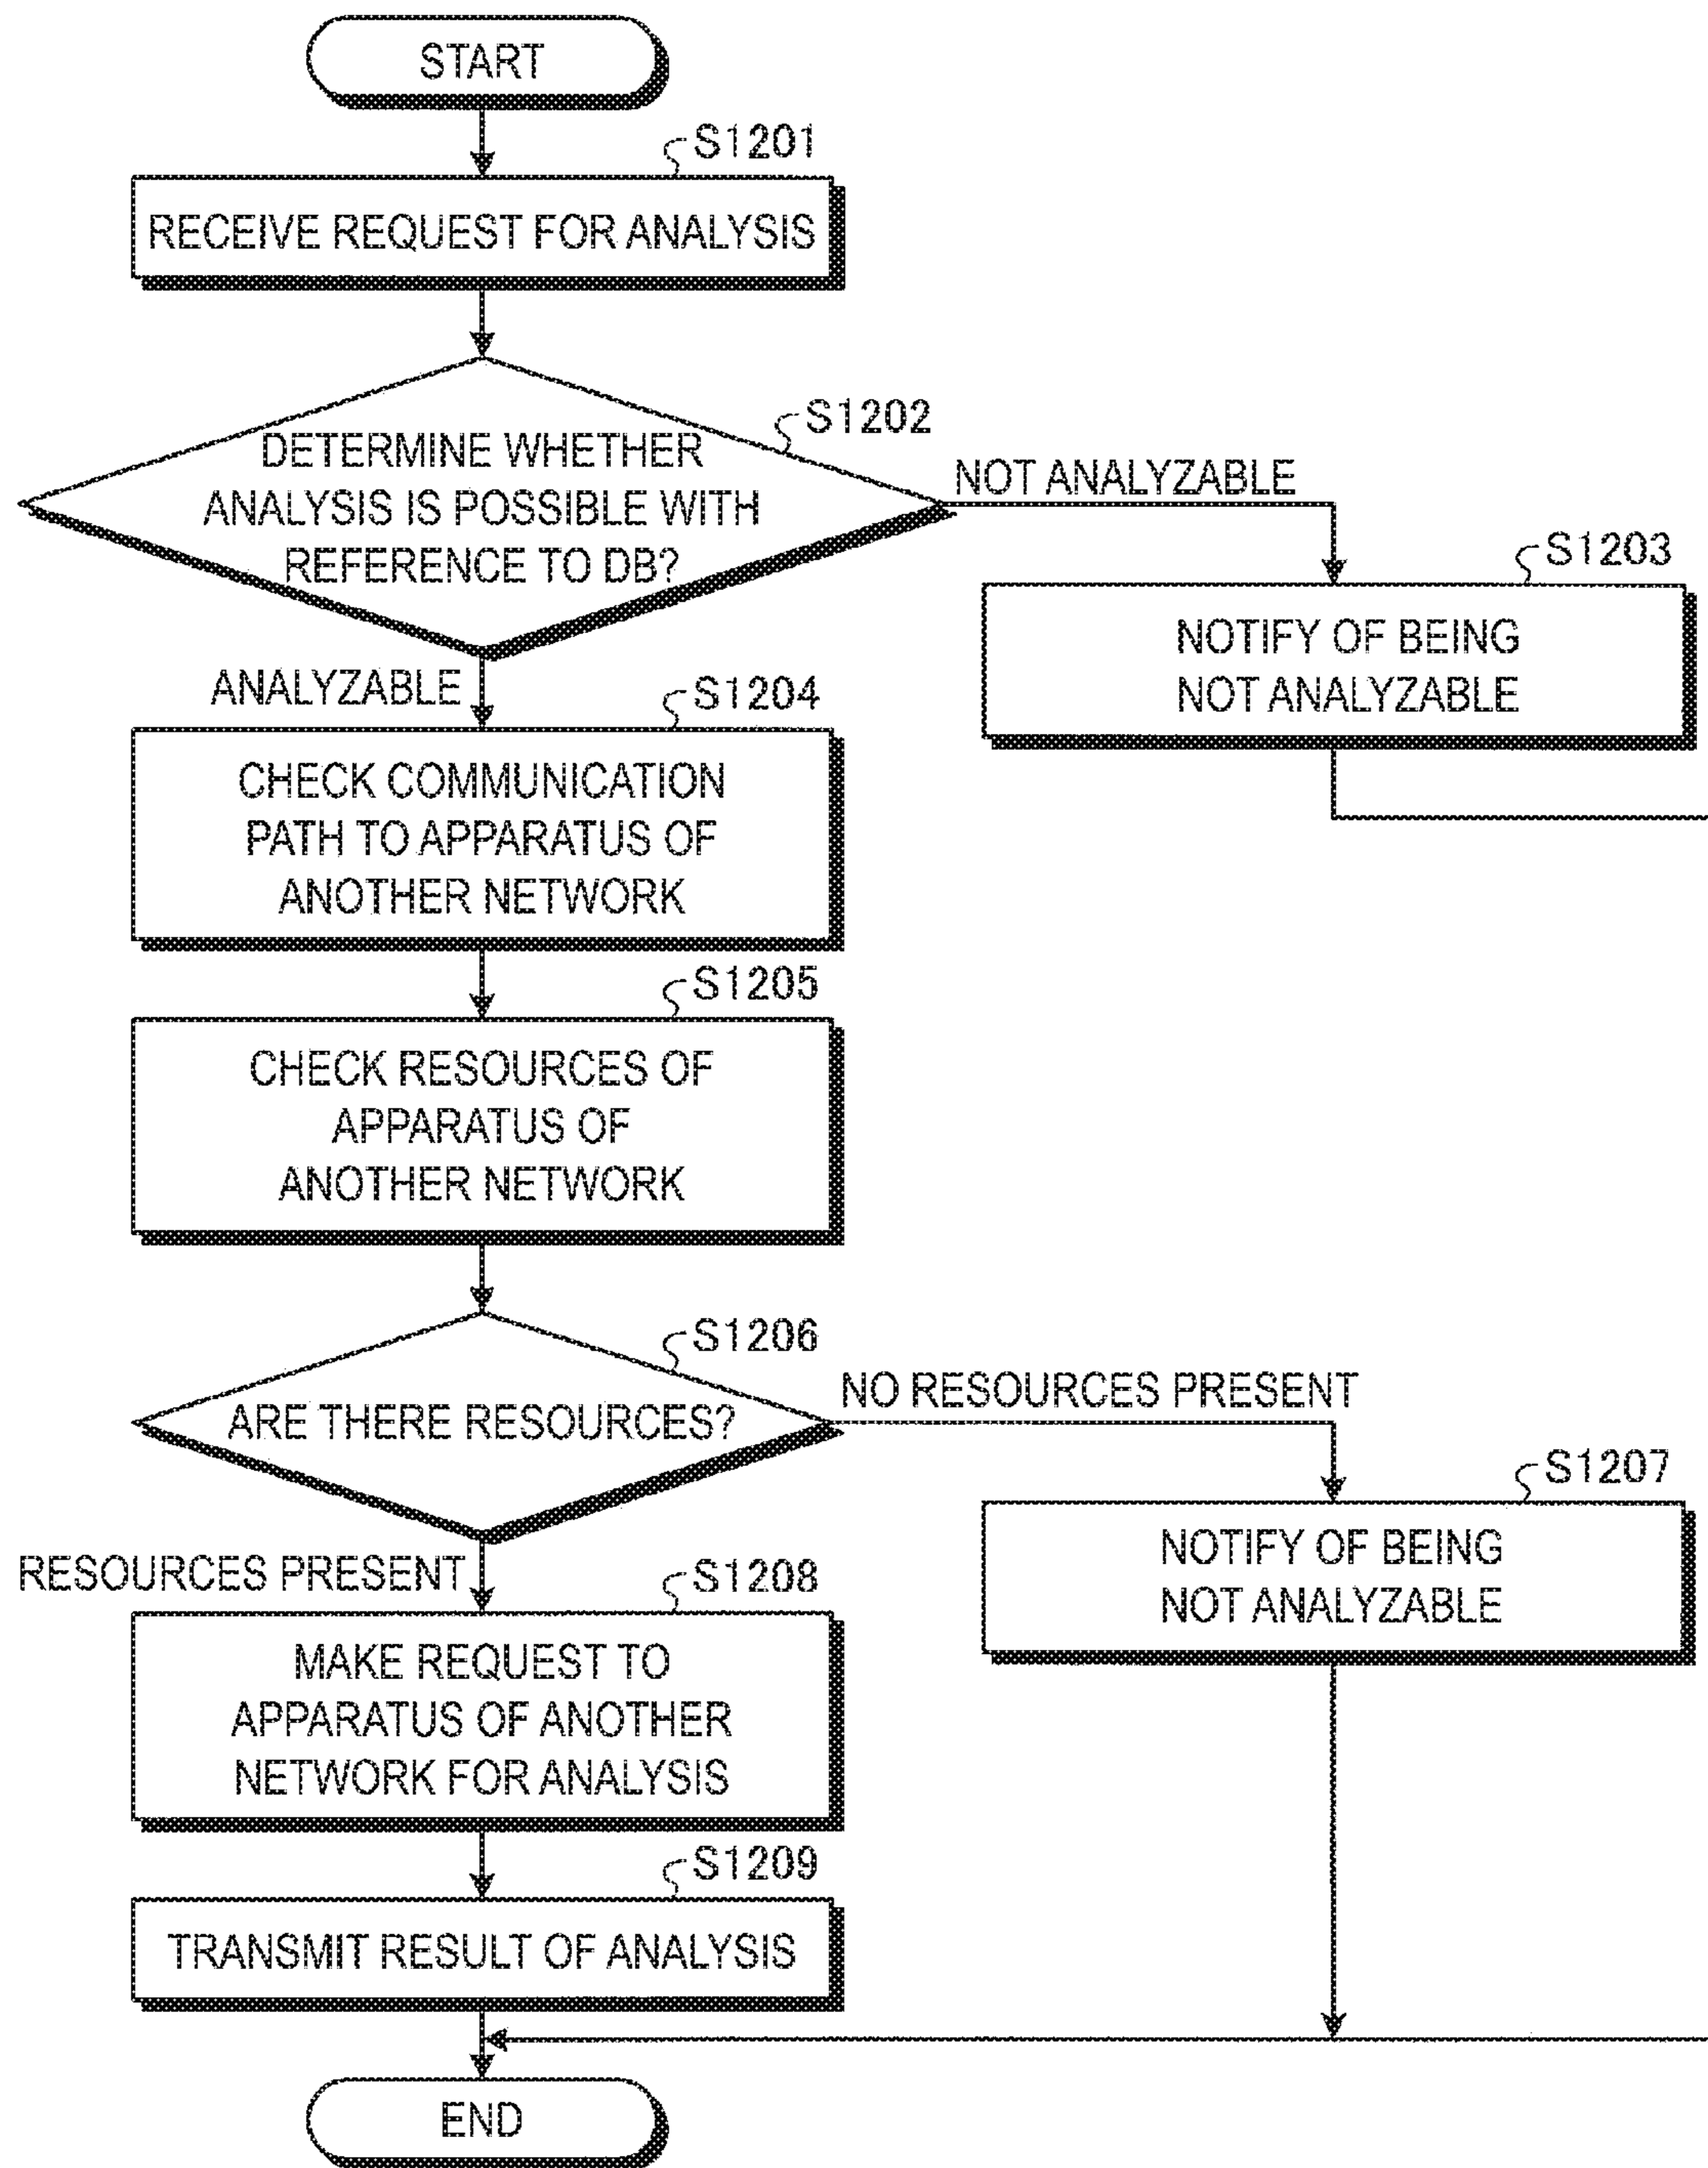 START
S1201
RECEIVE REQUEST FOR ANALYSIS
S1202
DETERMINE WHETHER
ANALYSIS IS POSSIBLE WITH
REFERENCE TO DB?
NOT ANALYZABLE
S1203
NOTIFY OF BEING
NOT ANALYZABLE
ANALYZABLE
S1204
CHECK COMMUNICATION
PATH TO APPARATUS OF
ANOTHER NETWORK
S1205
CHECK RESOURCES OF
APPARATUS OF
ANOTHER NETWORK
S1206
ARE THERE RESOURCES?
NO RESOURCES PRESENT
S1207
NOTIFY OF BEING
NOT ANALYZABLE
RESOURCES PRESENT
S1208
MAKE REQUEST TO
APPARATUS OF ANOTHER
NETWORK FOR ANALYSIS
S1209
TRANSMIT RESULT OF ANALYSIS
END